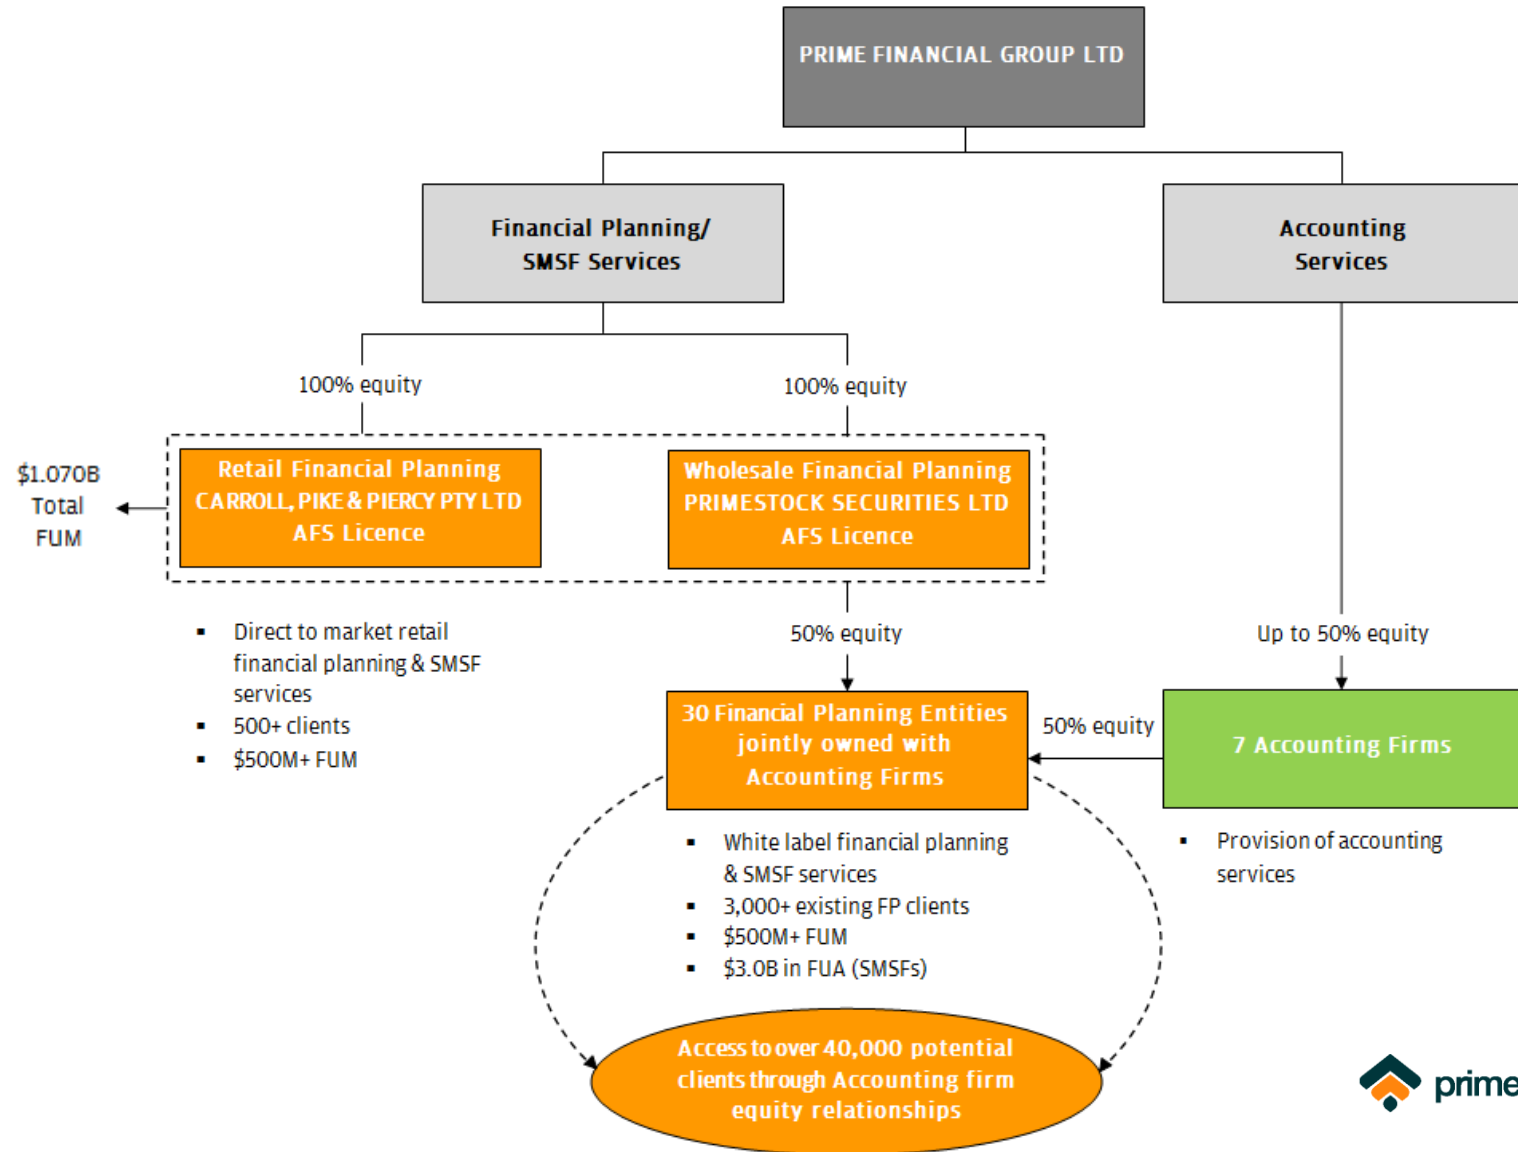 PRIME FINANCIAL GROUP LTD
Financial Planning/
SMSF Services
Accounting
Services
100% equity
100% equity
$1.070B
Total
FUM
Retail Financial Planning
CARROLL, PIKE & PIERCY PTY LTD
AFS Licence
Wholesale Financial Planning
PRIMESTOCK SECURITIES LTD
AFS Licence
▪ Direct to market retail
financial planning & SMSF
services
▪ 500+ clients
▪ $500M+ FUM
50% equity
Up to 50% equity
30 Financial Planning Entities
jointly owned with
Accounting Firms
50% equity
7 Accounting Firms
▪ White label financial planning
& SMSF services
▪ 3,000+ existing FP clients
▪ $500M+ FUM
▪ $3.0B in FUA (SMSFs)
▪ Provision of accounting
services
Access to over 40,000 potential
clients through Accounting firm
equity relationships
prime